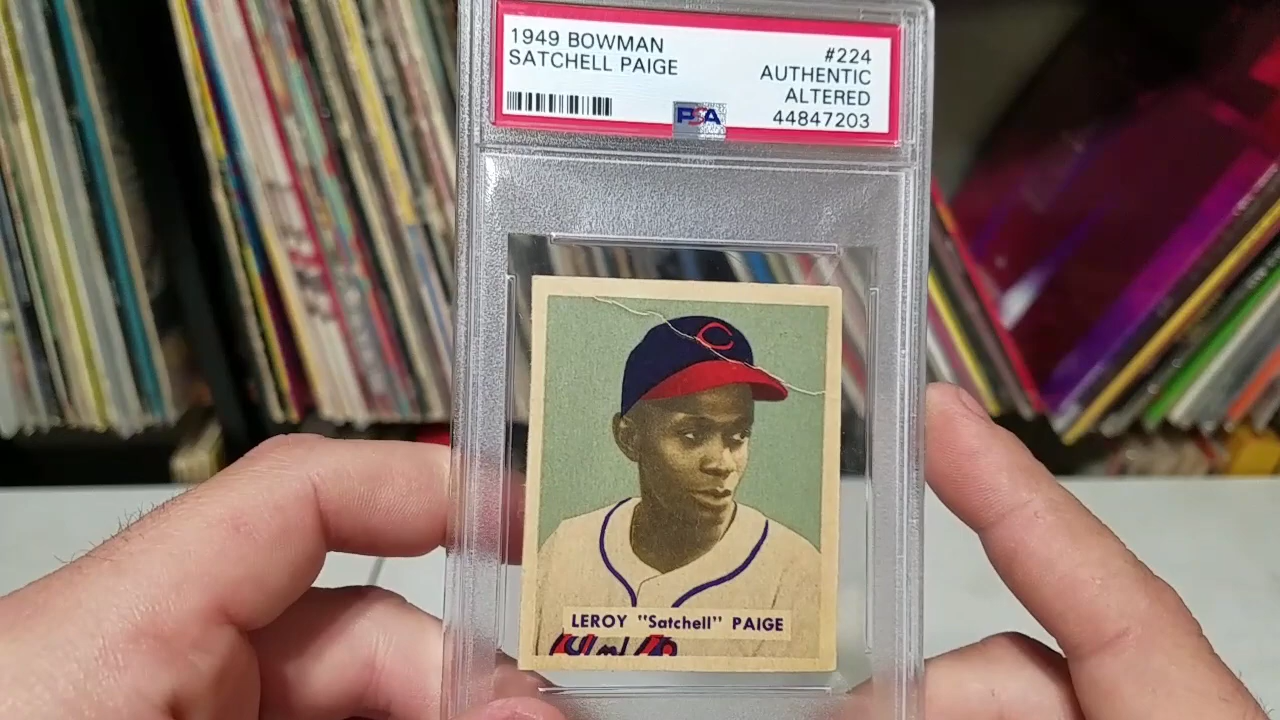 1949 BOWMAN
SATCHELL PAIGE
#224
AUTHENTIC
ALTERED
44847203
PSA
C
LEROY "Satchell" PAIGE